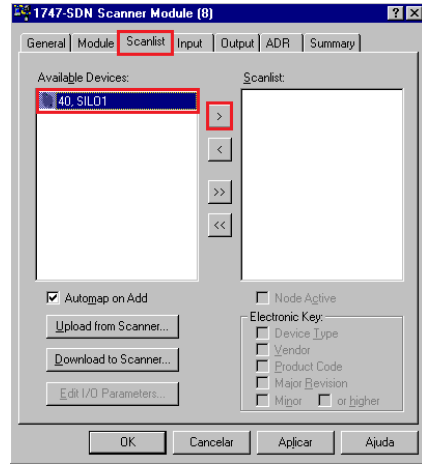 1747-SDN Scanner Module (8)
General Module Scanlist Input Output ADR Summary
Available Devices:
Scanlist:
40, SILO1
>
<
>>
<<
Automap on Add
Node Active
Upload from Scanner...
Electronic Key:
Device Type
Download to Scanner...
Vendor
Product Code
Edit I/O Parameters...
Major Revision
Minor or higher
OK Cancelar Aplicar Ajuda